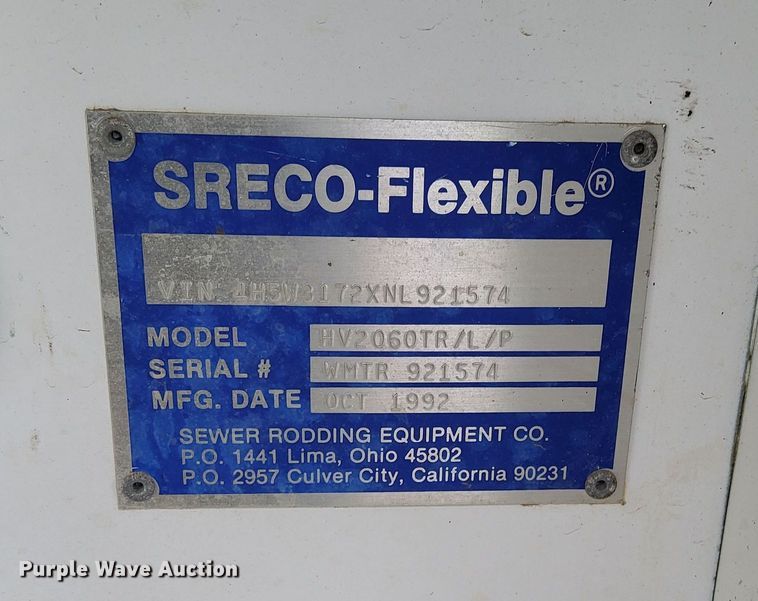 SRECO-Flexible®
VIN 1H5V3172XNL921574
MODEL HV2060TR/L/P
SERIAL # WMTR 921574
MFG. DATE OCT 1992
SEWER RODDING EQUIPMENT CO.
P.O. 1441 Lima, Ohio 45802
P.O. 2957 Culver City, California 90231
Purple Wave Auction